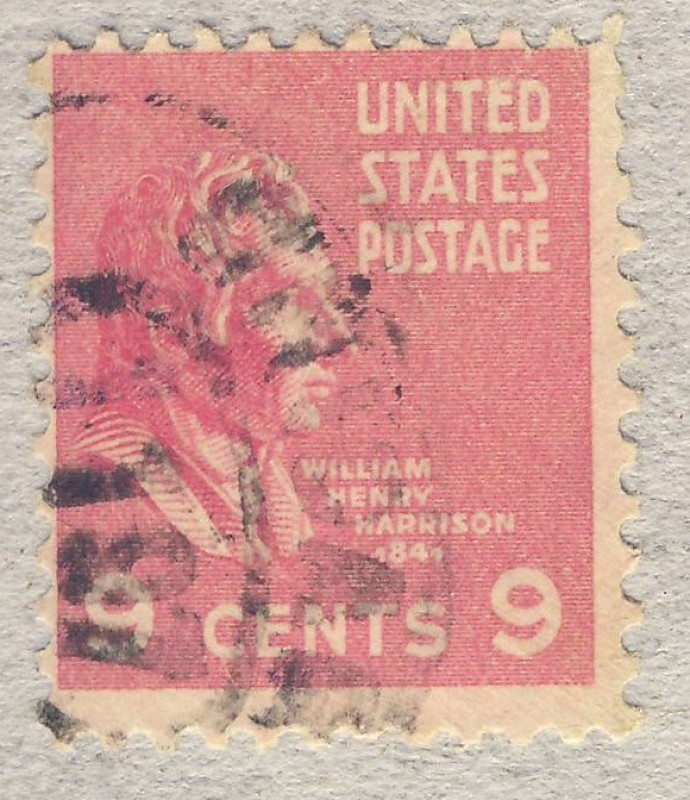 UNITED
STATES
POSTAGE
WILLIAM
HENRY
HARRISON
1841
9 CENTS 9